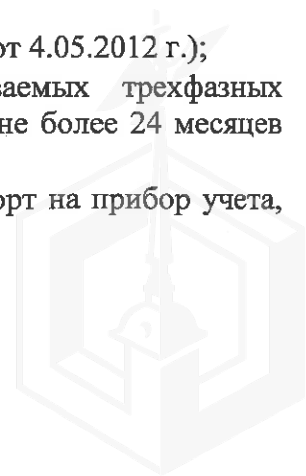 от 4.05.2012 г.);
ваемых трехфазных
не более 24 месяцев
орт на прибор учета,